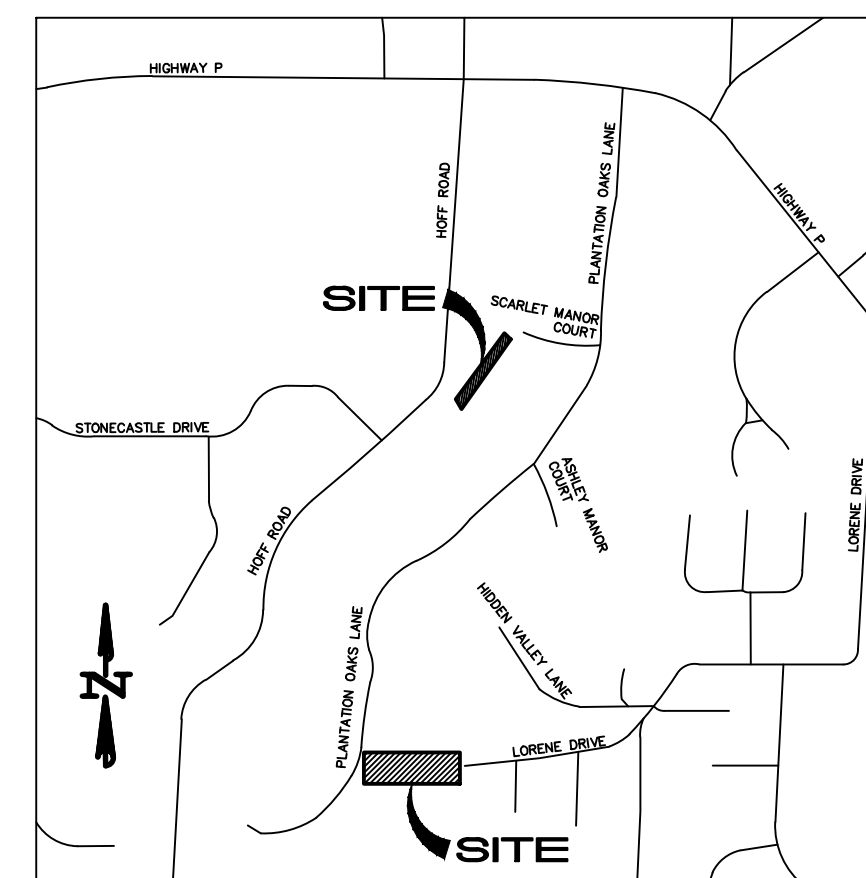 HIGHWAY P
HOFF ROAD
PLANTATION OAKS LANE
HIGHWAY P
SITE
SCARLET MANOR
COURT
STONECASTLE DRIVE
ASHLEY MANOR
COURT
LORENE DRIVE
HOFF ROAD
HIDDEN VALLEY LANE
PLANTATION OAKS LANE
N
LORENE DRIVE
SITE